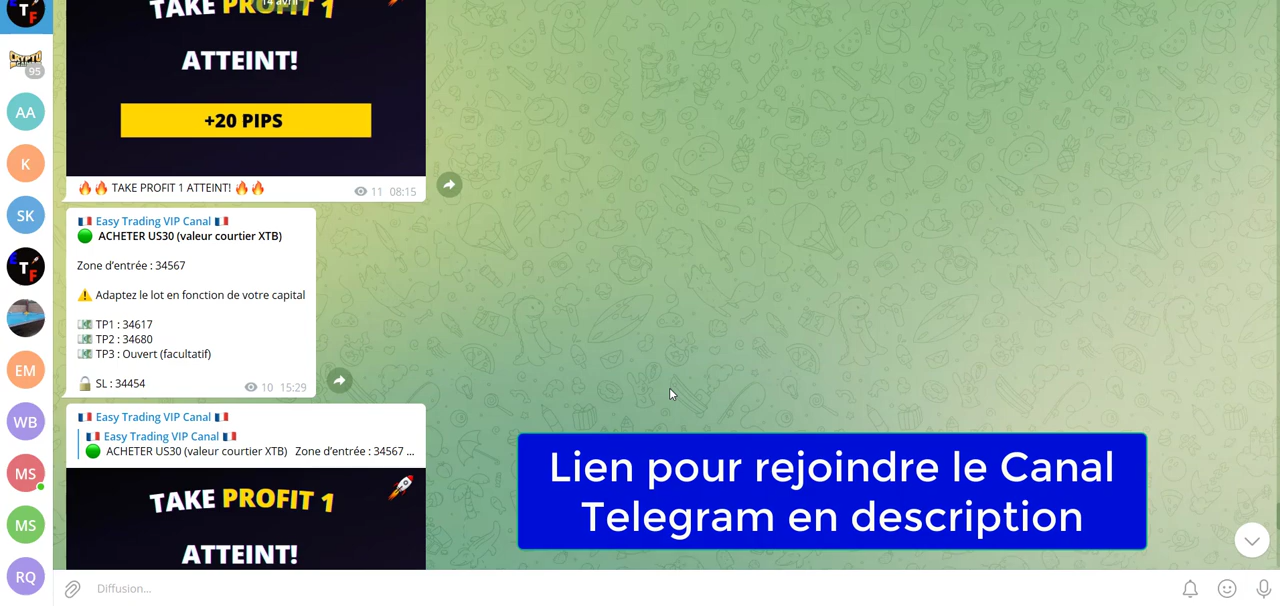 TAKE PROFIT 1
14 avril
ATTEINT!
+20 PIPS
🔥🔥 TAKE PROFIT 1 ATTEINT! 🔥🔥
11 08:15
🇫🇷 Easy Trading VIP Canal 🇫🇷
🟢 ACHETER US30 (valeur courtier XTB)
Zone d'entrée : 34567
⚠️ Adaptez le lot en fonction de votre capital
💵 TP1 : 34617
💵 TP2 : 34680
💵 TP3 : Ouvert (facultatif)
🔓 SL : 34454
10 15:29
🇫🇷 Easy Trading VIP Canal 🇫🇷
🇫🇷 Easy Trading VIP Canal 🇫🇷
🟢 ACHETER US30 (valeur courtier XTB) Zone d'entrée : 34567 ...
TAKE PROFIT 1
ATTEINT!
Lien pour rejoindre le Canal
Telegram en description
Diffusion...
T
F
CRYPTO
95
AA
K
SK
E
T
F
EM
WB
MS
MS
RQ